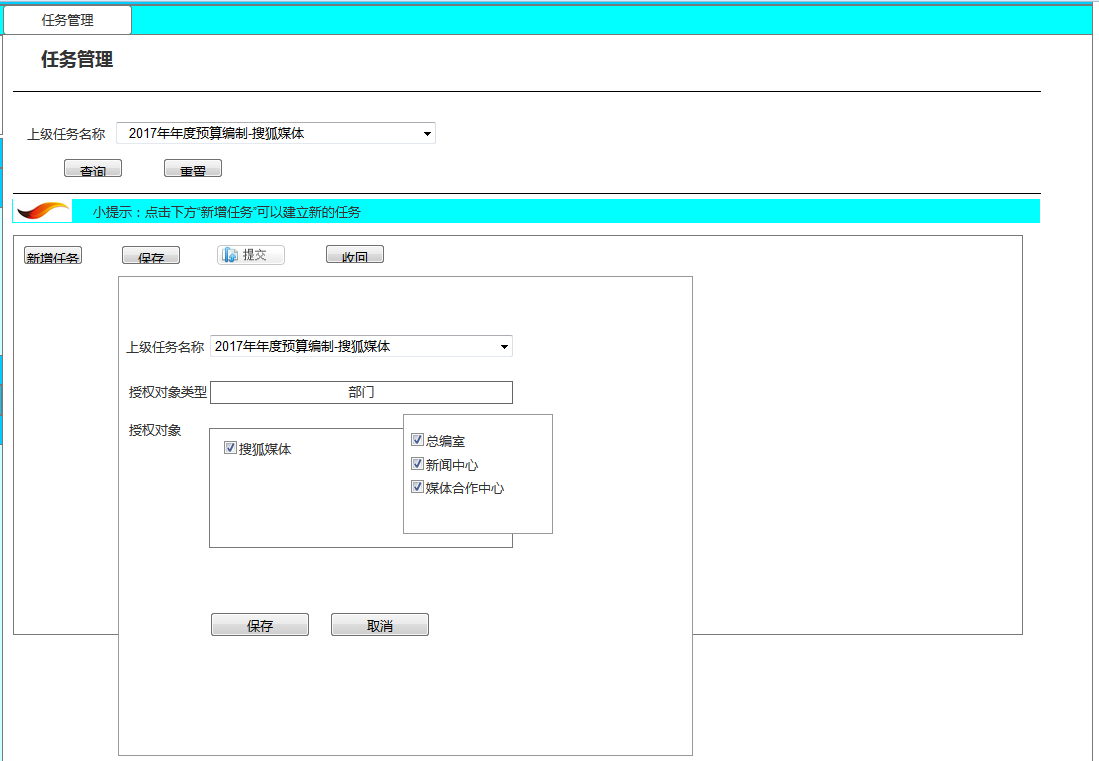 任务管理
任务管理
上级任务名称 2017年年度预算编制-搜狐媒体
查询 重置
小提示：点击下方“新增任务”可以建立新的任务
新增任务 保存 提交 收回
上级任务名称 2017年年度预算编制-搜狐媒体
授权对象类型 部门
授权对象
搜狐媒体
总编室
新闻中心
媒体合作中心
保存 取消